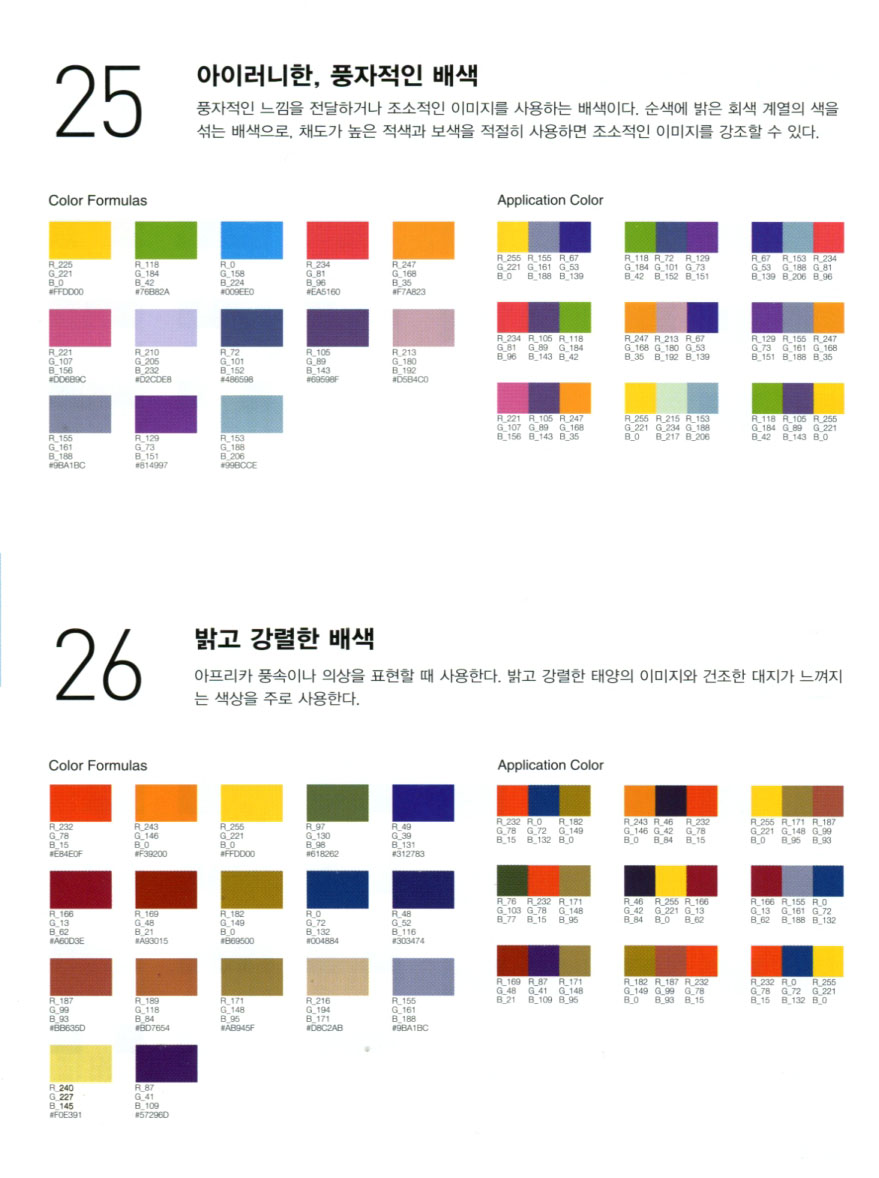 25
아이러니한, 풍자적인 배색
풍자적인 느낌을 전달하거나 조소적인 이미지를 사용하는 배색이다. 순색에 밝은 회색 계열의 색을
섞는 배색으로, 채도가 높은 적색과 보색을 적절히 사용하면 조소적인 이미지를 강조할 수 있다.
Color Formulas
R_225 R_118 R_0 R_234 R_247
G_221 G_184 G_158 G_81 G_168
B_0 B_42 B_224 B_96 B_35
#FFDD00 #76B82A #009EE0 #EA5160 #F7A823
R_221 R_210 R_72 R_105 R_213
G_107 G_205 G_101 G_89 G_180
B_156 B_232 B_152 B_143 B_192
#DD6B9C #D2CDE8 #486598 #69598F #D5B4C0
R_155 R_129 R_153
G_161 G_73 G_188
B_188 B_151 B_206
#9BA1BC #814997 #99BCCE
Application Color
R_255 R_155 R_67 R_118 R_72 R_129 R_67 R_153 R_234
G_221 G_161 G_53 G_184 G_101 G_73 G_53 G_188 G_81
B_0 B_188 B_139 B_42 B_152 B_151 B_139 B_206 B_96
R_234 R_105 R_118 R_247 R_213 R_67 R_129 R_155 R_247
G_81 G_89 G_184 G_168 G_180 G_53 G_73 G_161 G_168
B_96 B_143 B_42 B_35 B_192 B_139 B_151 B_188 B_35
R_221 R_105 R_247 R_255 R_215 R_153 R_118 R_105 R_255
G_107 G_89 G_168 G_221 G_234 G_188 G_184 G_89 G_221
B_156 B_143 B_35 B_0 B_217 B_206 B_42 B_143 B_0
26
밝고 강렬한 배색
아프리카 풍속이나 의상을 표현할 때 사용한다. 밝고 강렬한 태양의 이미지와 건조한 대지가 느껴지
는 색상을 주로 사용한다.
Color Formulas
R_232 R_243 R_255 R_97 R_49
G_78 G_146 G_221 G_130 G_39
B_15 B_0 B_0 B_98 B_131
#E84E0F #F39200 #FFDD00 #618262 #312783
R_166 R_169 R_182 R_0 R_48
G_13 G_48 G_149 G_72 G_52
B_62 B_21 B_0 B_132 B_116
#A60D3E #A93015 #B69500 #004884 #303474
R_187 R_189 R_171 R_216 R_155
G_99 G_118 G_148 G_194 G_161
B_93 B_84 B_95 B_171 B_188
#BB635D #BD7654 #AB945F #D8C2AB #9BA1BC
R_240 R_87
G_227 G_41
B_145 B_109
#F0E391 #57296D
Application Color
R_232 R_0 R_182 R_243 R_46 R_232 R_255 R_171 R_187
G_78 G_72 G_149 G_146 G_42 G_78 G_221 G_148 G_99
B_15 B_132 B_0 B_0 B_84 B_15 B_0 B_95 B_93
R_76 R_232 R_171 R_46 R_255 R_166 R_166 R_155 R_0
G_103 G_78 G_148 G_42 G_221 G_13 G_13 G_161 G_72
B_77 B_15 B_95 B_84 B_0 B_62 B_62 B_188 B_132
R_169 R_87 R_171 R_182 R_187 R_232 R_232 R_0 R_255
G_48 G_41 G_148 G_149 G_99 G_78 G_78 G_72 G_221
B_21 B_109 B_95 B_0 B_93 B_15 B_15 B_132 B_0